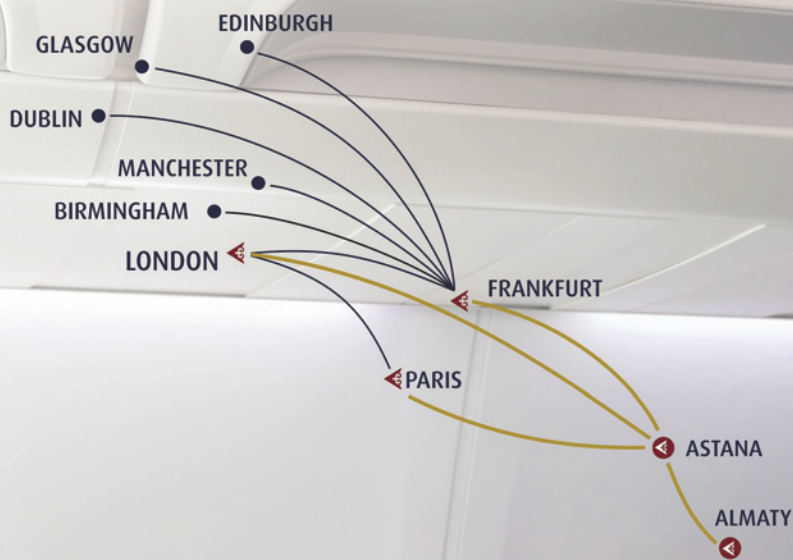 EDINBURGH
GLASGOW
DUBLIN
MANCHESTER
BIRMINGHAM
LONDON
FRANKFURT
PARIS
ASTANA
ALMATY